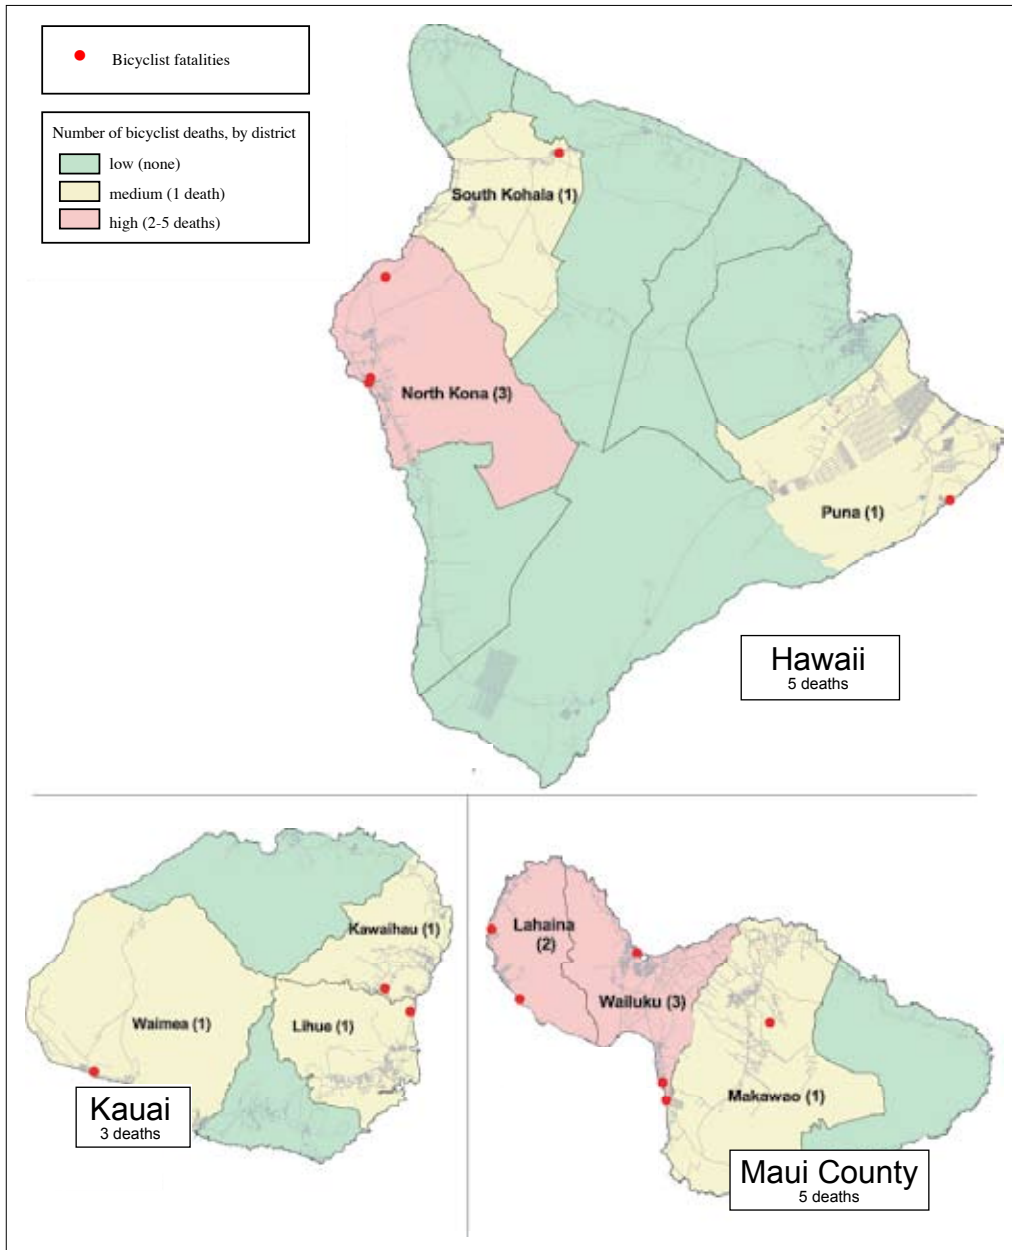 Bicyclist fatalities
Number of bicyclist deaths, by district
low (none)
medium (1 death)
high (2-5 deaths)
South Kohala (1)
North Kona (3)
Puna (1)
Hawaii
5 deaths
Kawaihau (1)
Waimea (1)
Lihue (1)
Kauai
3 deaths
Lahaina
(2)
Wailuku (3)
Makawao (1)
Maui County
5 deaths